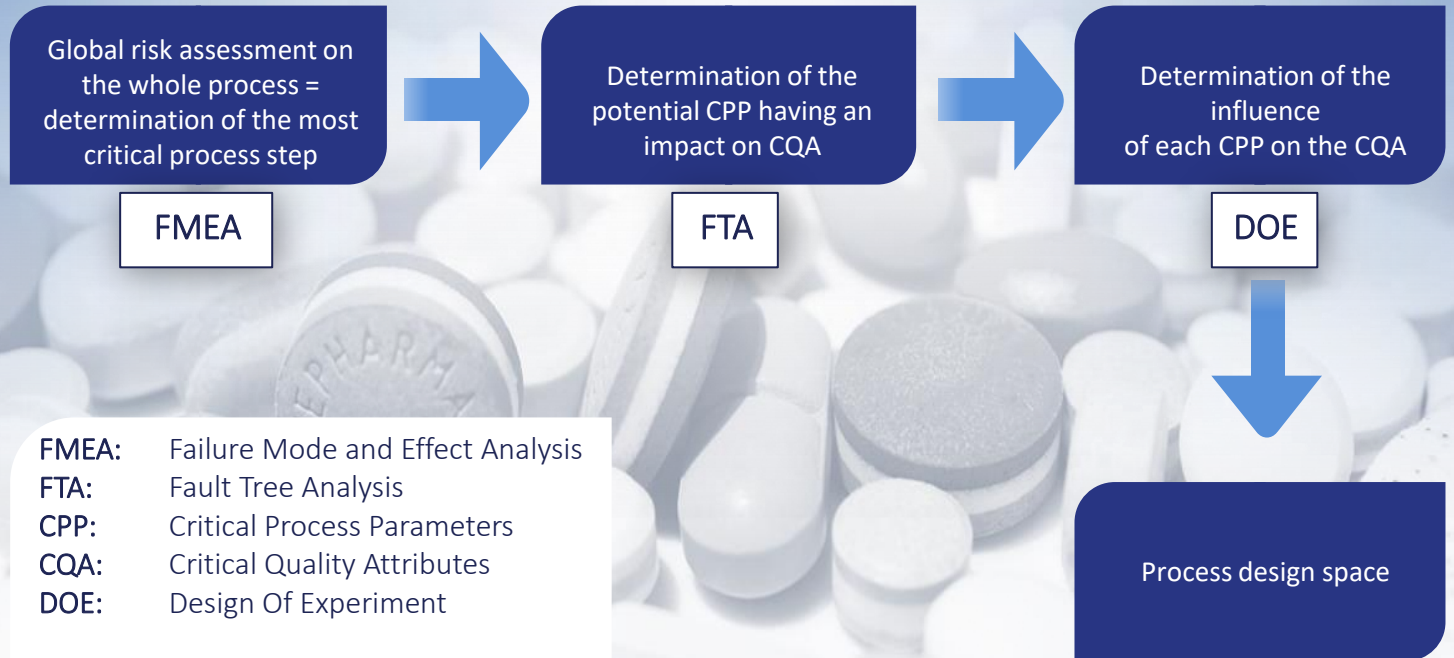 Global risk assessment on
the whole process =
determination of the most
critical process step
FMEA
Determination of the
potential CPP having an
impact on CQA
FTA
Determination of the
influence
of each CPP on the CQA
DOE
EPHARMA
FMEA: Failure Mode and Effect Analysis
FTA: Fault Tree Analysis
CPP: Critical Process Parameters
CQA: Critical Quality Attributes
DOE: Design Of Experiment
Process design space